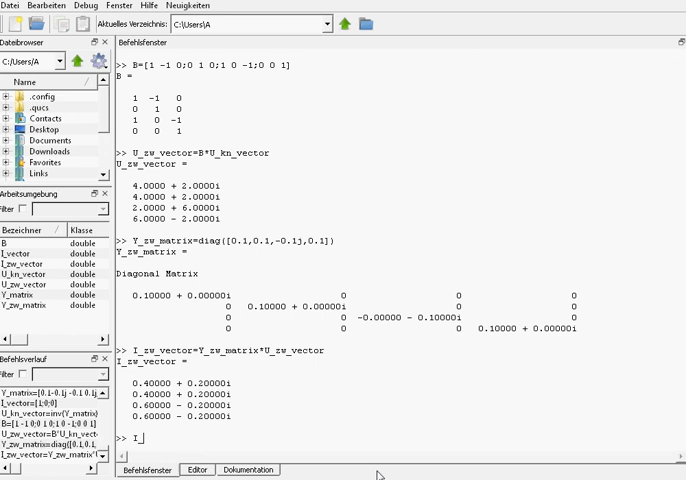 Datei Bearbeiten Debug Fenster Hilfe Neuigkeiten
Aktuelles Verzeichnis: C:\Users\A
Dateibrowser
C:/Users/A
Name
.config
.qucs
Contacts
Desktop
Documents
Downloads
Favorites
Links
Arbeitsumgebung
Filter
Bezeichner Klasse
B double
I_vector double
I_zw_vector double
U_kn_vector double
U_zw_vector double
Y_matrix double
Y_zw_matrix double
Befehlsverlauf
Filter
Y_matrix=[0.1-0.1j -0.1 0.1j
I_vector=[1;0;0]
U_kn_vector=inv(Y_matrix)
B=[1 -1 0;0 1 0;1 0 -1;0 0 1]
U_zw_vector=B*U_kn_vect
Y_zw_matrix=diag([0.1,0.1,
I_zw_vector=Y_zw_matrix*U
Befehlsfenster
>> B=[1 -1 0;0 1 0;1 0 -1;0 0 1]
B =
1 -1 0
0 1 0
1 0 -1
0 0 1
>> U_zw_vector=B*U_kn_vector
U_zw_vector =
4.0000 + 2.0000i
4.0000 + 2.0000i
2.0000 + 6.0000i
6.0000 - 2.0000i
>> Y_zw_matrix=diag([0.1,0.1,-0.1j,0.1])
Y_zw_matrix =
Diagonal Matrix
0.10000 + 0.00000i 0 0 0
0 0.10000 + 0.00000i 0 0
0 0 -0.00000 - 0.10000i 0
0 0 0 0.10000 + 0.00000i
>> I_zw_vector=Y_zw_matrix*U_zw_vector
I_zw_vector =
0.40000 + 0.20000i
0.40000 + 0.20000i
0.60000 - 0.20000i
0.60000 - 0.20000i
>> I_
Befehlsfenster Editor Dokumentation